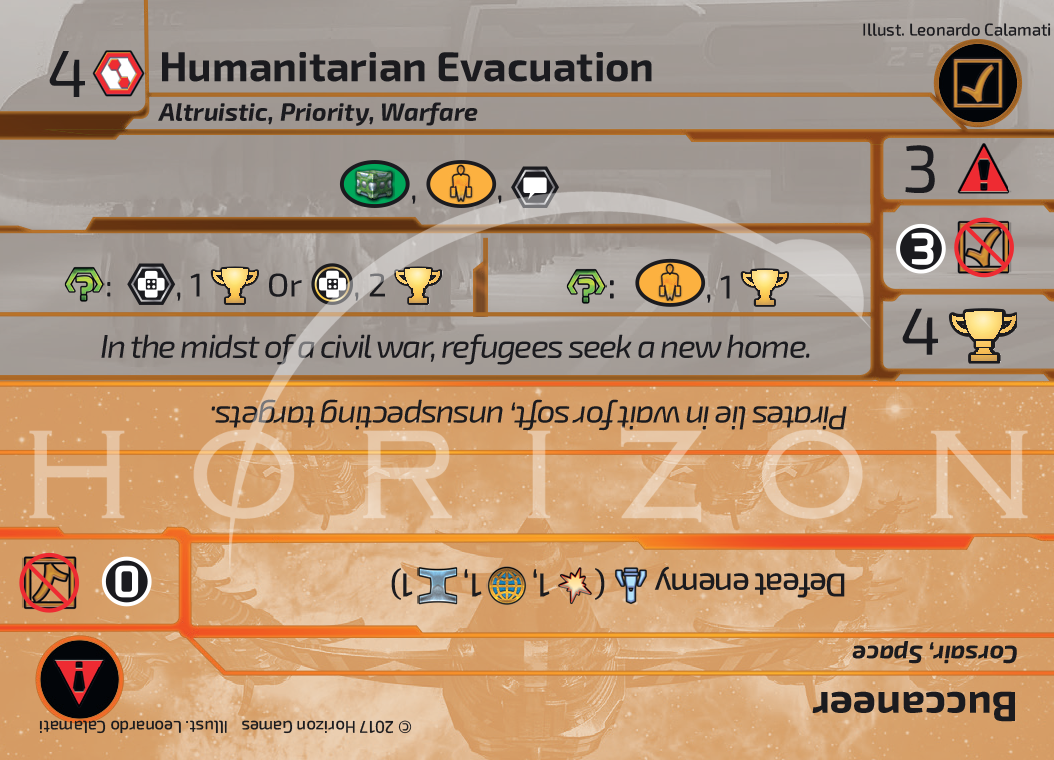 Illust. Leonardo Calamati
4 Humanitarian Evacuation
Altruistic, Priority, Warfare
3
, ,
3
: , 1 Or , 2
: , 1
4
In the midst of a civil war, refugees seek a new home.
HORIZON
Buccaneer
Corsair, Space
Defeat enemy ( 1, 1, 1)
0
Pirates lie in wait for soft, unsuspecting targets.
© 2017 Horizon Games Illust. Leonardo Calamati